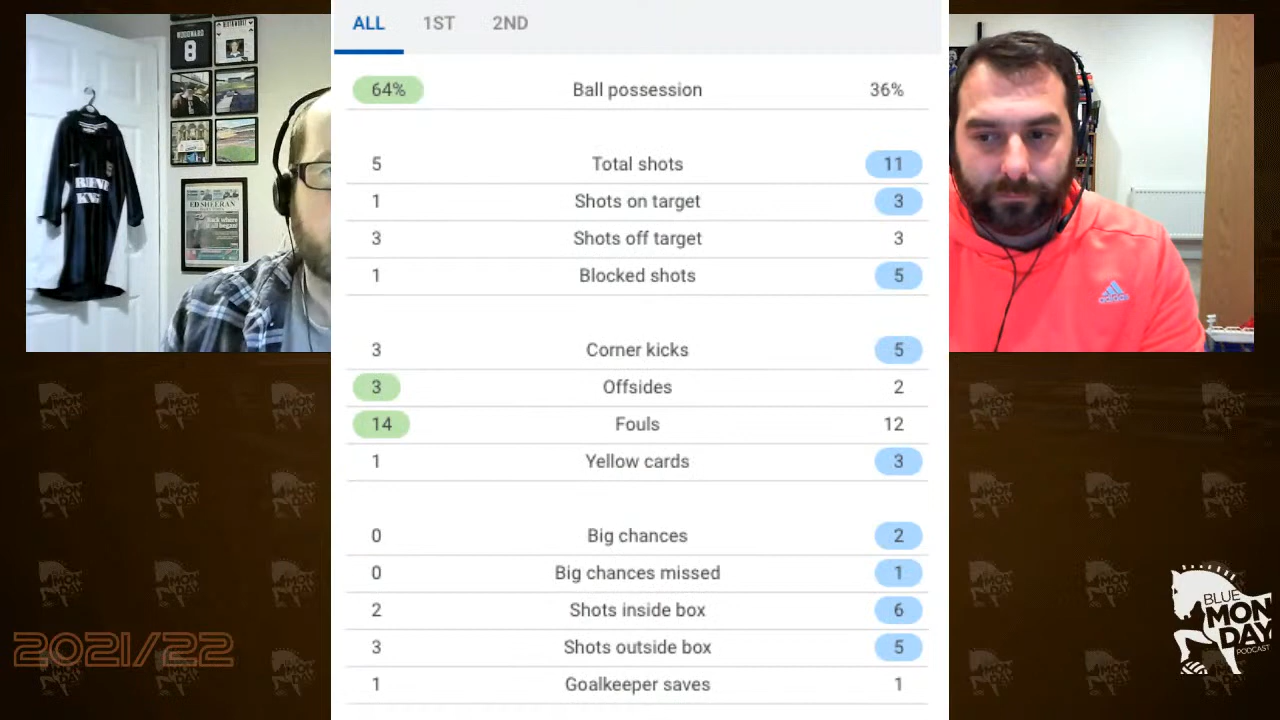 ALL 1ST 2ND
64% Ball possession 36%
5 Total shots 11
1 Shots on target 3
3 Shots off target 3
1 Blocked shots 5
3 Corner kicks 5
3 Offsides 2
14 Fouls 12
1 Yellow cards 3
0 Big chances 2
0 Big chances missed 1
2 Shots inside box 6
3 Shots outside box 5
1 Goalkeeper saves 1
8
ED SHEERAN
adidas
2021/22
BLUE
MON
DAY
PODCAST